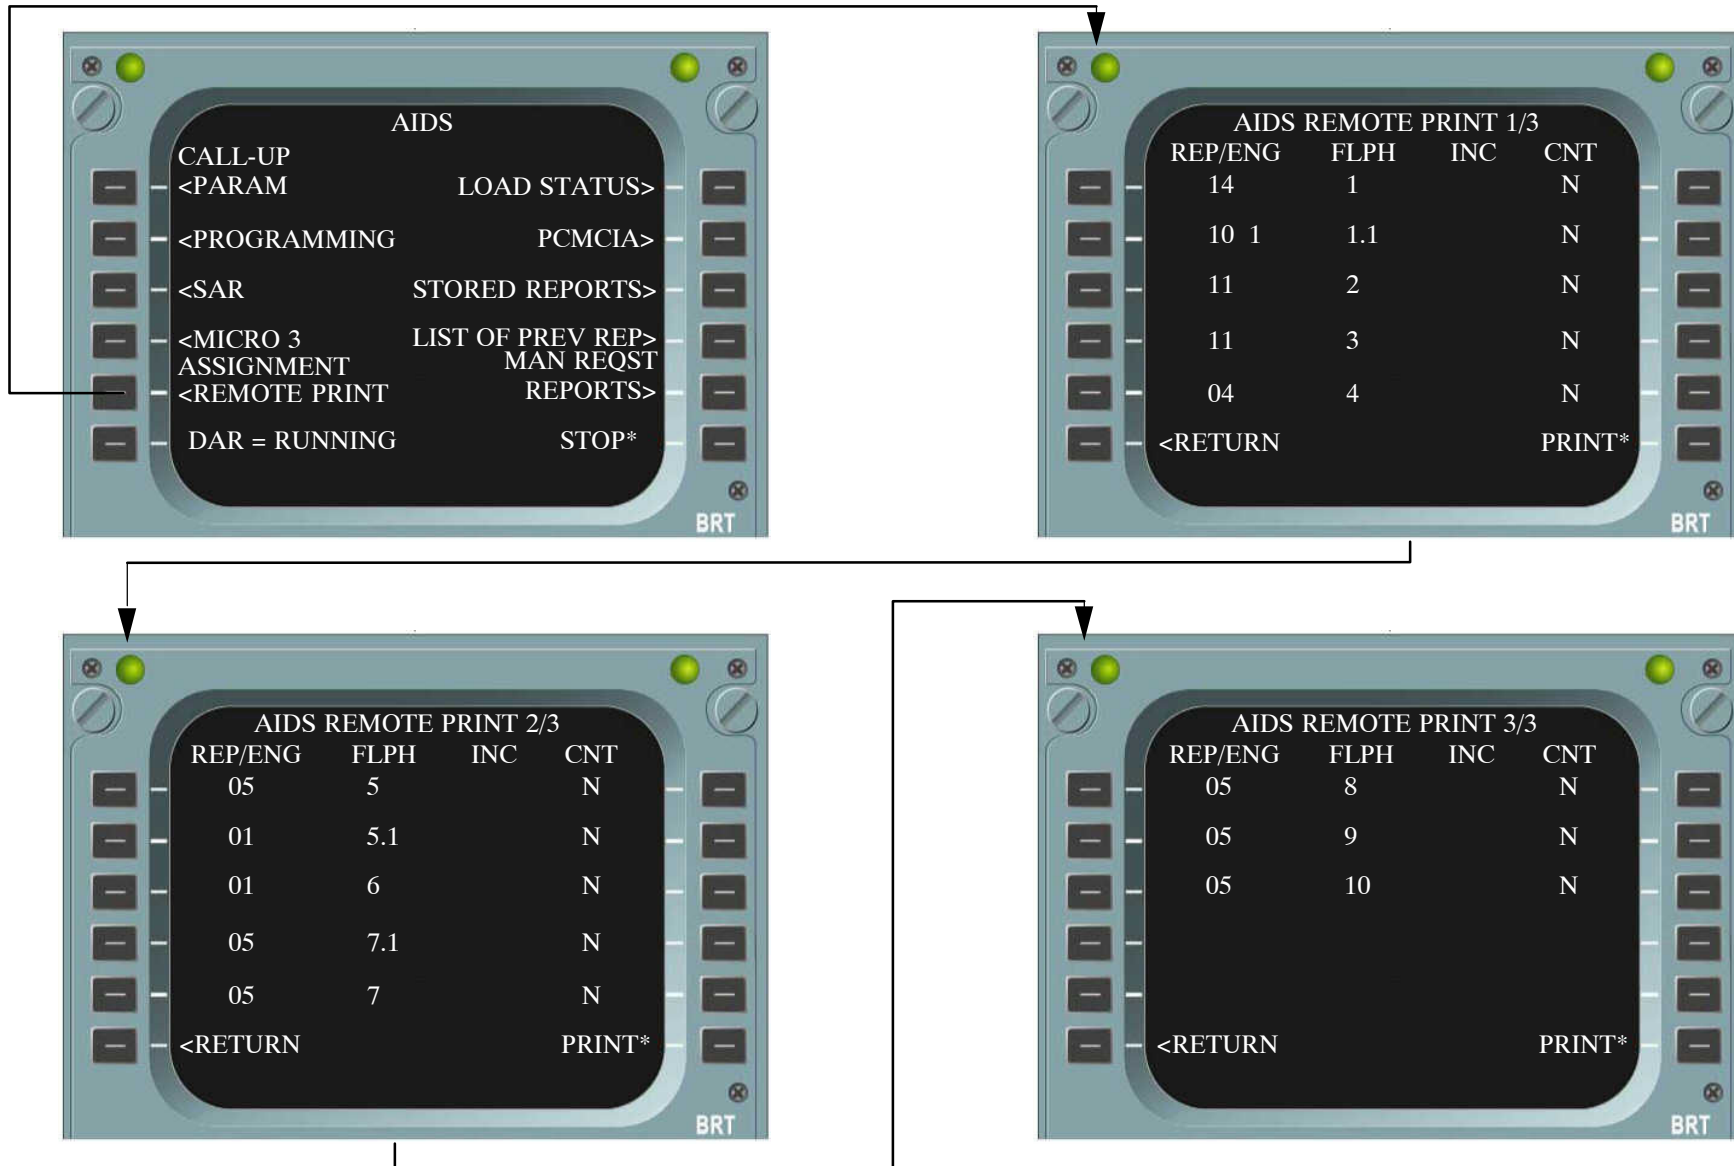 AIDS
CALL-UP
<PARAM LOAD STATUS>
<PROGRAMMING PCMCIA>
<SAR STORED REPORTS>
<MICRO 3 LIST OF PREV REP>
ASSIGNMENT MAN REQST
<REMOTE PRINT REPORTS>
DAR = RUNNING STOP*
BRT
AIDS REMOTE PRINT 1/3
REP/ENG FLPH INC CNT
14 1 N
10 1 1.1 N
11 2 N
11 3 N
04 4 N
<RETURN PRINT*
BRT
AIDS REMOTE PRINT 2/3
REP/ENG FLPH INC CNT
05 5 N
01 5.1 N
01 6 N
05 7.1 N
05 7 N
<RETURN PRINT*
BRT
AIDS REMOTE PRINT 3/3
REP/ENG FLPH INC CNT
05 8 N
05 9 N
05 10 N
<RETURN PRINT*
BRT